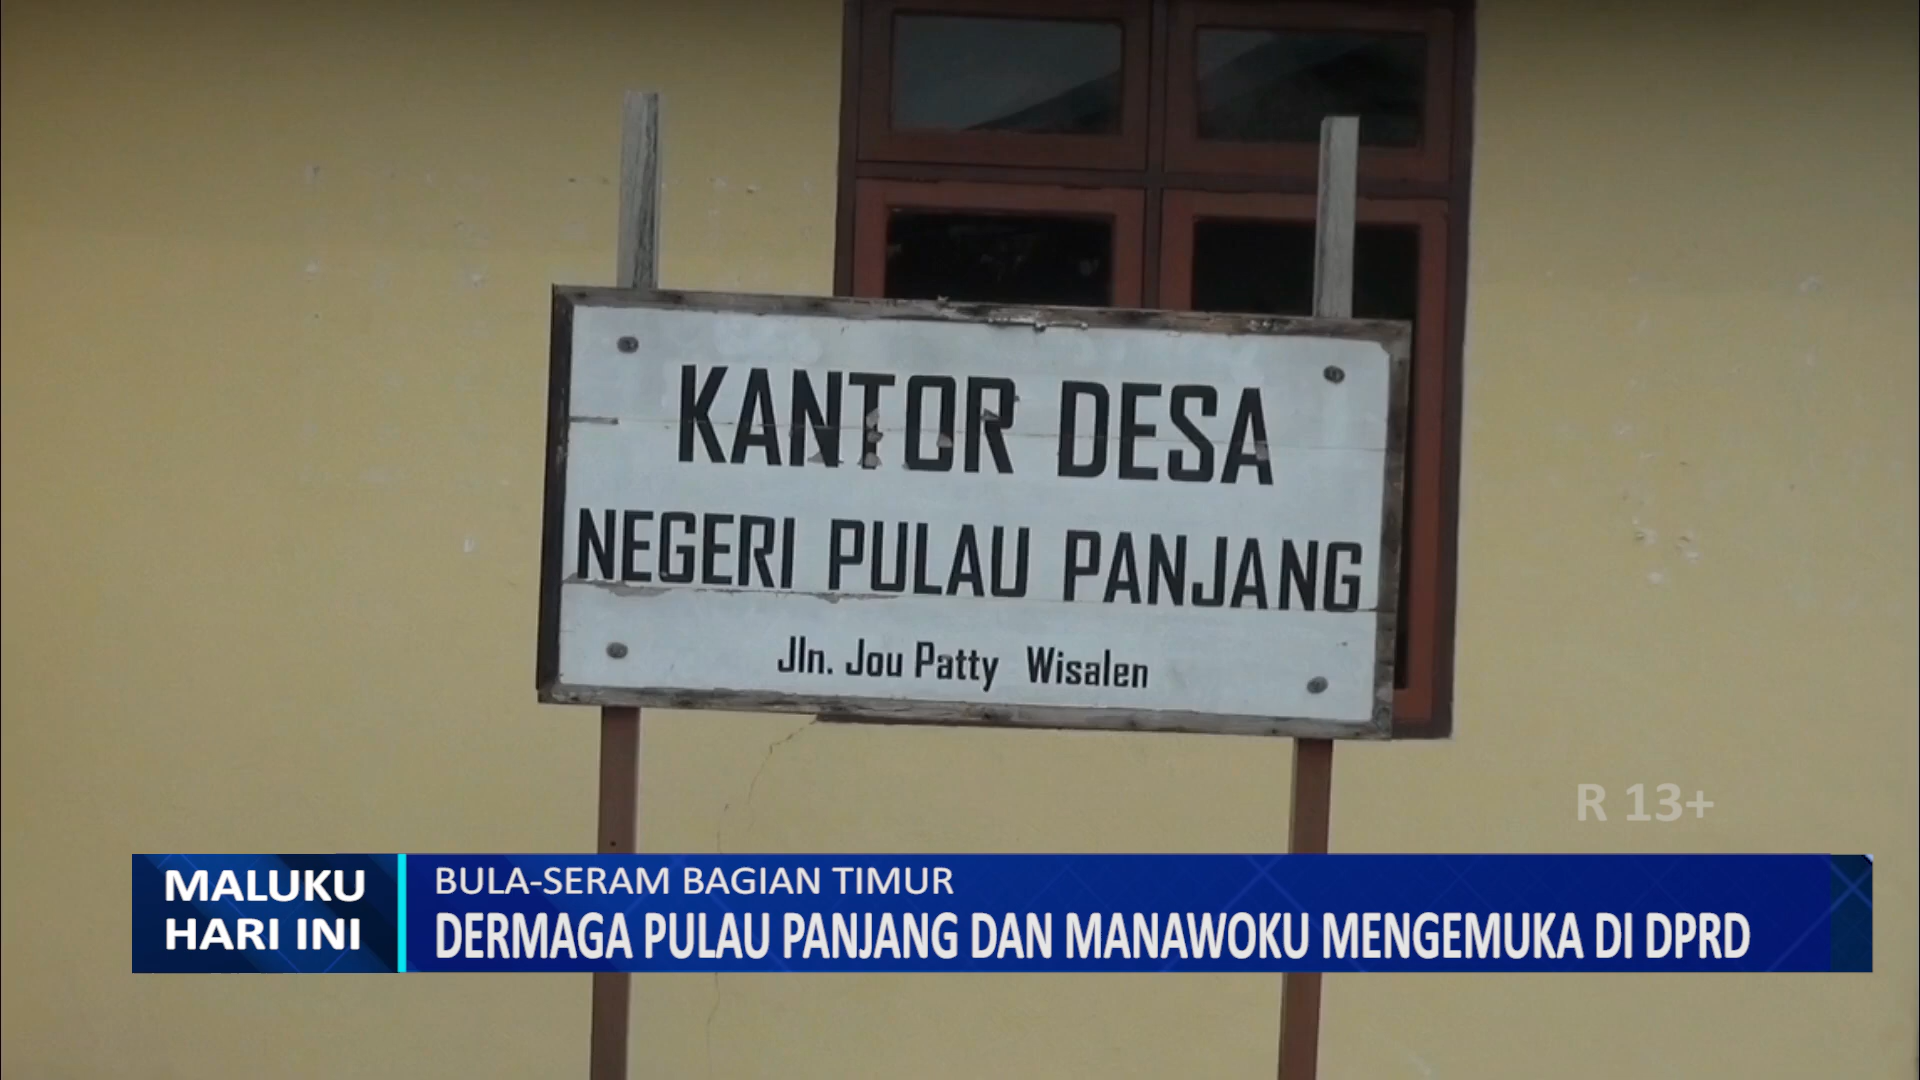 KANTOR DESA
NEGERI PULAU PANJANG
Jln. Jou Patty Wisalen
R 13+
MALUKU
HARI INI
BULA-SERAM BAGIAN TIMUR
DERMAGA PULAU PANJANG DAN MANAWOKU MENGEMUKA DI DPRD